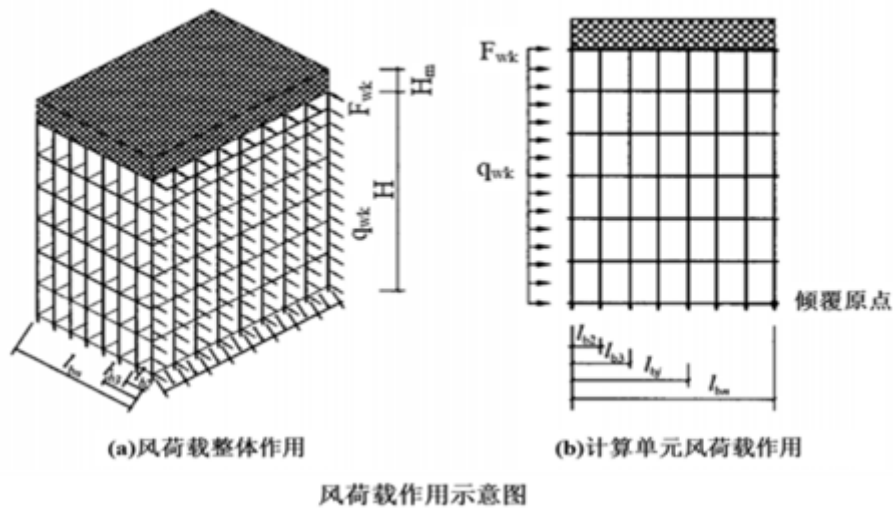 H_m
F_wk
H
q_wk
l_bn
l_b3
(a)风荷载整体作用
F_wk
q_wk
倾覆原点
l_b2
l_b3
l_bj
l_bn
(b)计算单元风荷载作用
风荷载作用示意图